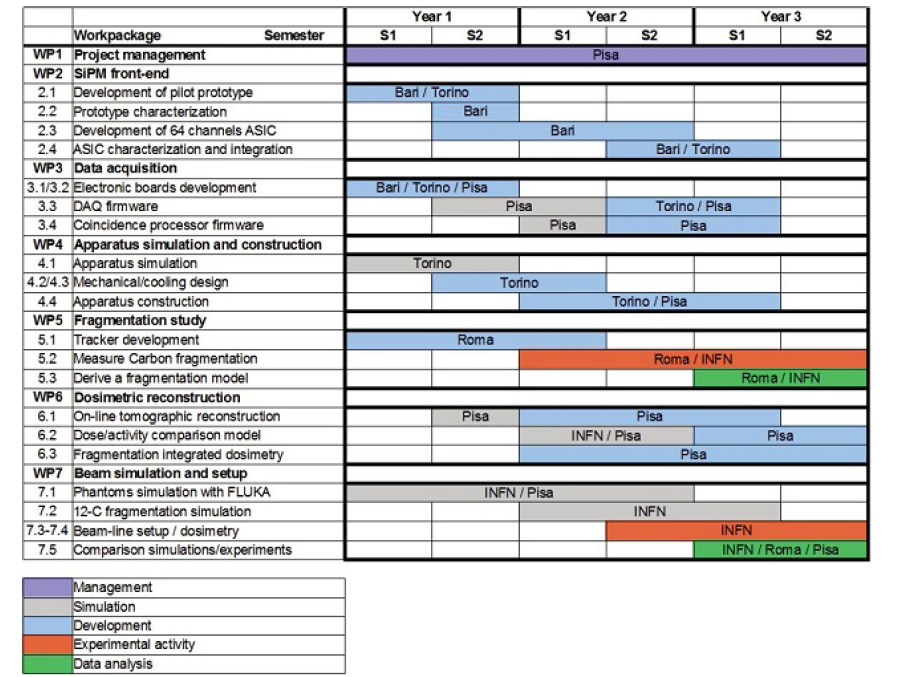 Year 1 Year 2 Year 3
Workpackage Semester S1 S2 S1 S2 S1 S2
WP1 Project management Pisa
WP2 SiPM front-end
2.1 Development of pilot prototype Bari / Torino
2.2 Prototype characterization Bari
2.3 Development of 64 channels ASIC Bari
2.4 ASIC characterization and integration Bari / Torino
WP3 Data acquisition
3.1/3.2 Electronic boards development Bari / Torino / Pisa
3.3 DAQ firmware Pisa Torino / Pisa
3.4 Coincidence processor firmware Pisa Pisa
WP4 Apparatus simulation and construction
4.1 Apparatus simulation Torino
4.2/4.3 Mechanical/cooling design Torino
4.4 Apparatus construction Torino / Pisa
WP5 Fragmentation study
5.1 Tracker development Roma
5.2 Measure Carbon fragmentation Roma / INFN
5.3 Derive a fragmentation model Roma / INFN
WP6 Dosimetric reconstruction
6.1 On-line tomographic reconstruction Pisa Pisa
6.2 Dose/activity comparison model INFN / Pisa Pisa
6.3 Fragmentation integrated dosimetry Pisa
WP7 Beam simulation and setup
7.1 Phantoms simulation with FLUKA INFN / Pisa
7.2 12-C fragmentation simulation INFN
7.3-7.4 Beam-line setup / dosimetry INFN
7.5 Comparison simulations/experiments INFN / Roma / Pisa
Management
Simulation
Development
Experimental activity
Data analysis